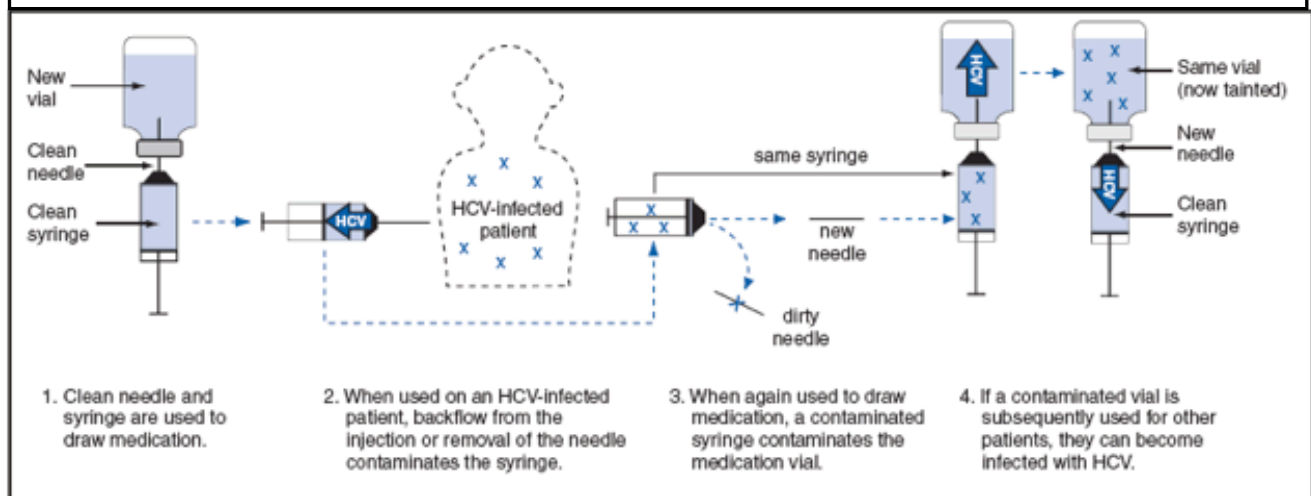 New
vial
Clean
needle
Clean
syringe
HCV
HCV-infected
patient
same syringe
new
needle
dirty
needle
HCV
HCV
Same vial
(now tainted)
New
needle
Clean
syringe
1. Clean needle and
syringe are used to
draw medication.
2. When used on an HCV-infected
patient, backflow from the
injection or removal of the needle
contaminates the syringe.
3. When again used to draw
medication, a contaminated
syringe contaminates the
medication vial.
4. If a contaminated vial is
subsequently used for other
patients, they can become
infected with HCV.